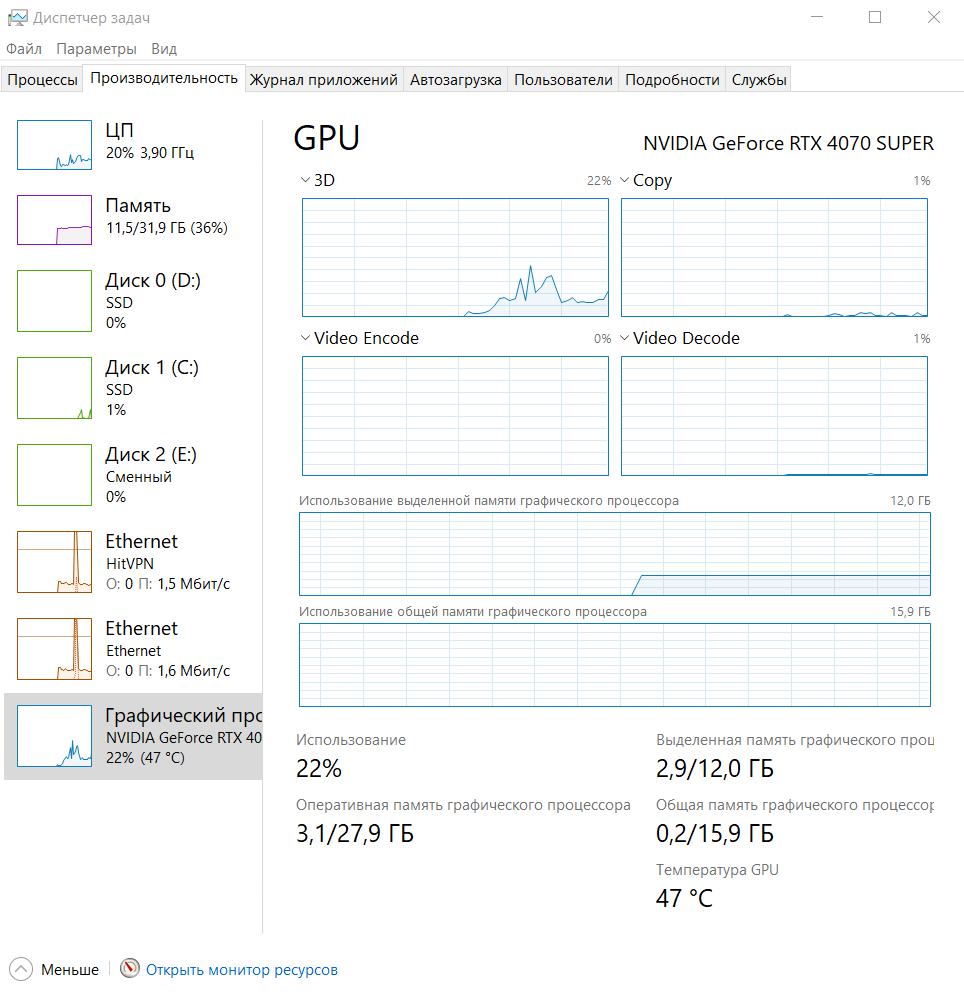 Диспетчер задач
Файл Параметры Вид
Процессы Производительность Журнал приложений Автозагрузка Пользователи Подробности Службы
ЦП
20% 3,90 ГГц
Память
11,5/31,9 ГБ (36%)
Диск 0 (D:)
SSD
0%
Диск 1 (C:)
SSD
1%
Диск 2 (E:)
Сменный
0%
Ethernet
HitVPN
О: 0 П: 1,5 Мбит/с
Ethernet
Ethernet
О: 0 П: 1,6 Мбит/с
Графический прс
NVIDIA GeForce RTX 40
22% (47 °C)
GPU
NVIDIA GeForce RTX 4070 SUPER
3D 22%
Copy 1%
Video Encode 0%
Video Decode 1%
Использование выделенной памяти графического процессора 12,0 ГБ
Использование общей памяти графического процессора 15,9 ГБ
Использование
22%
Выделенная память графического проц
2,9/12,0 ГБ
Оперативная память графического процессора
3,1/27,9 ГБ
Общая память графического процессор
0,2/15,9 ГБ
Температура GPU
47 °C
Меньше
Открыть монитор ресурсов